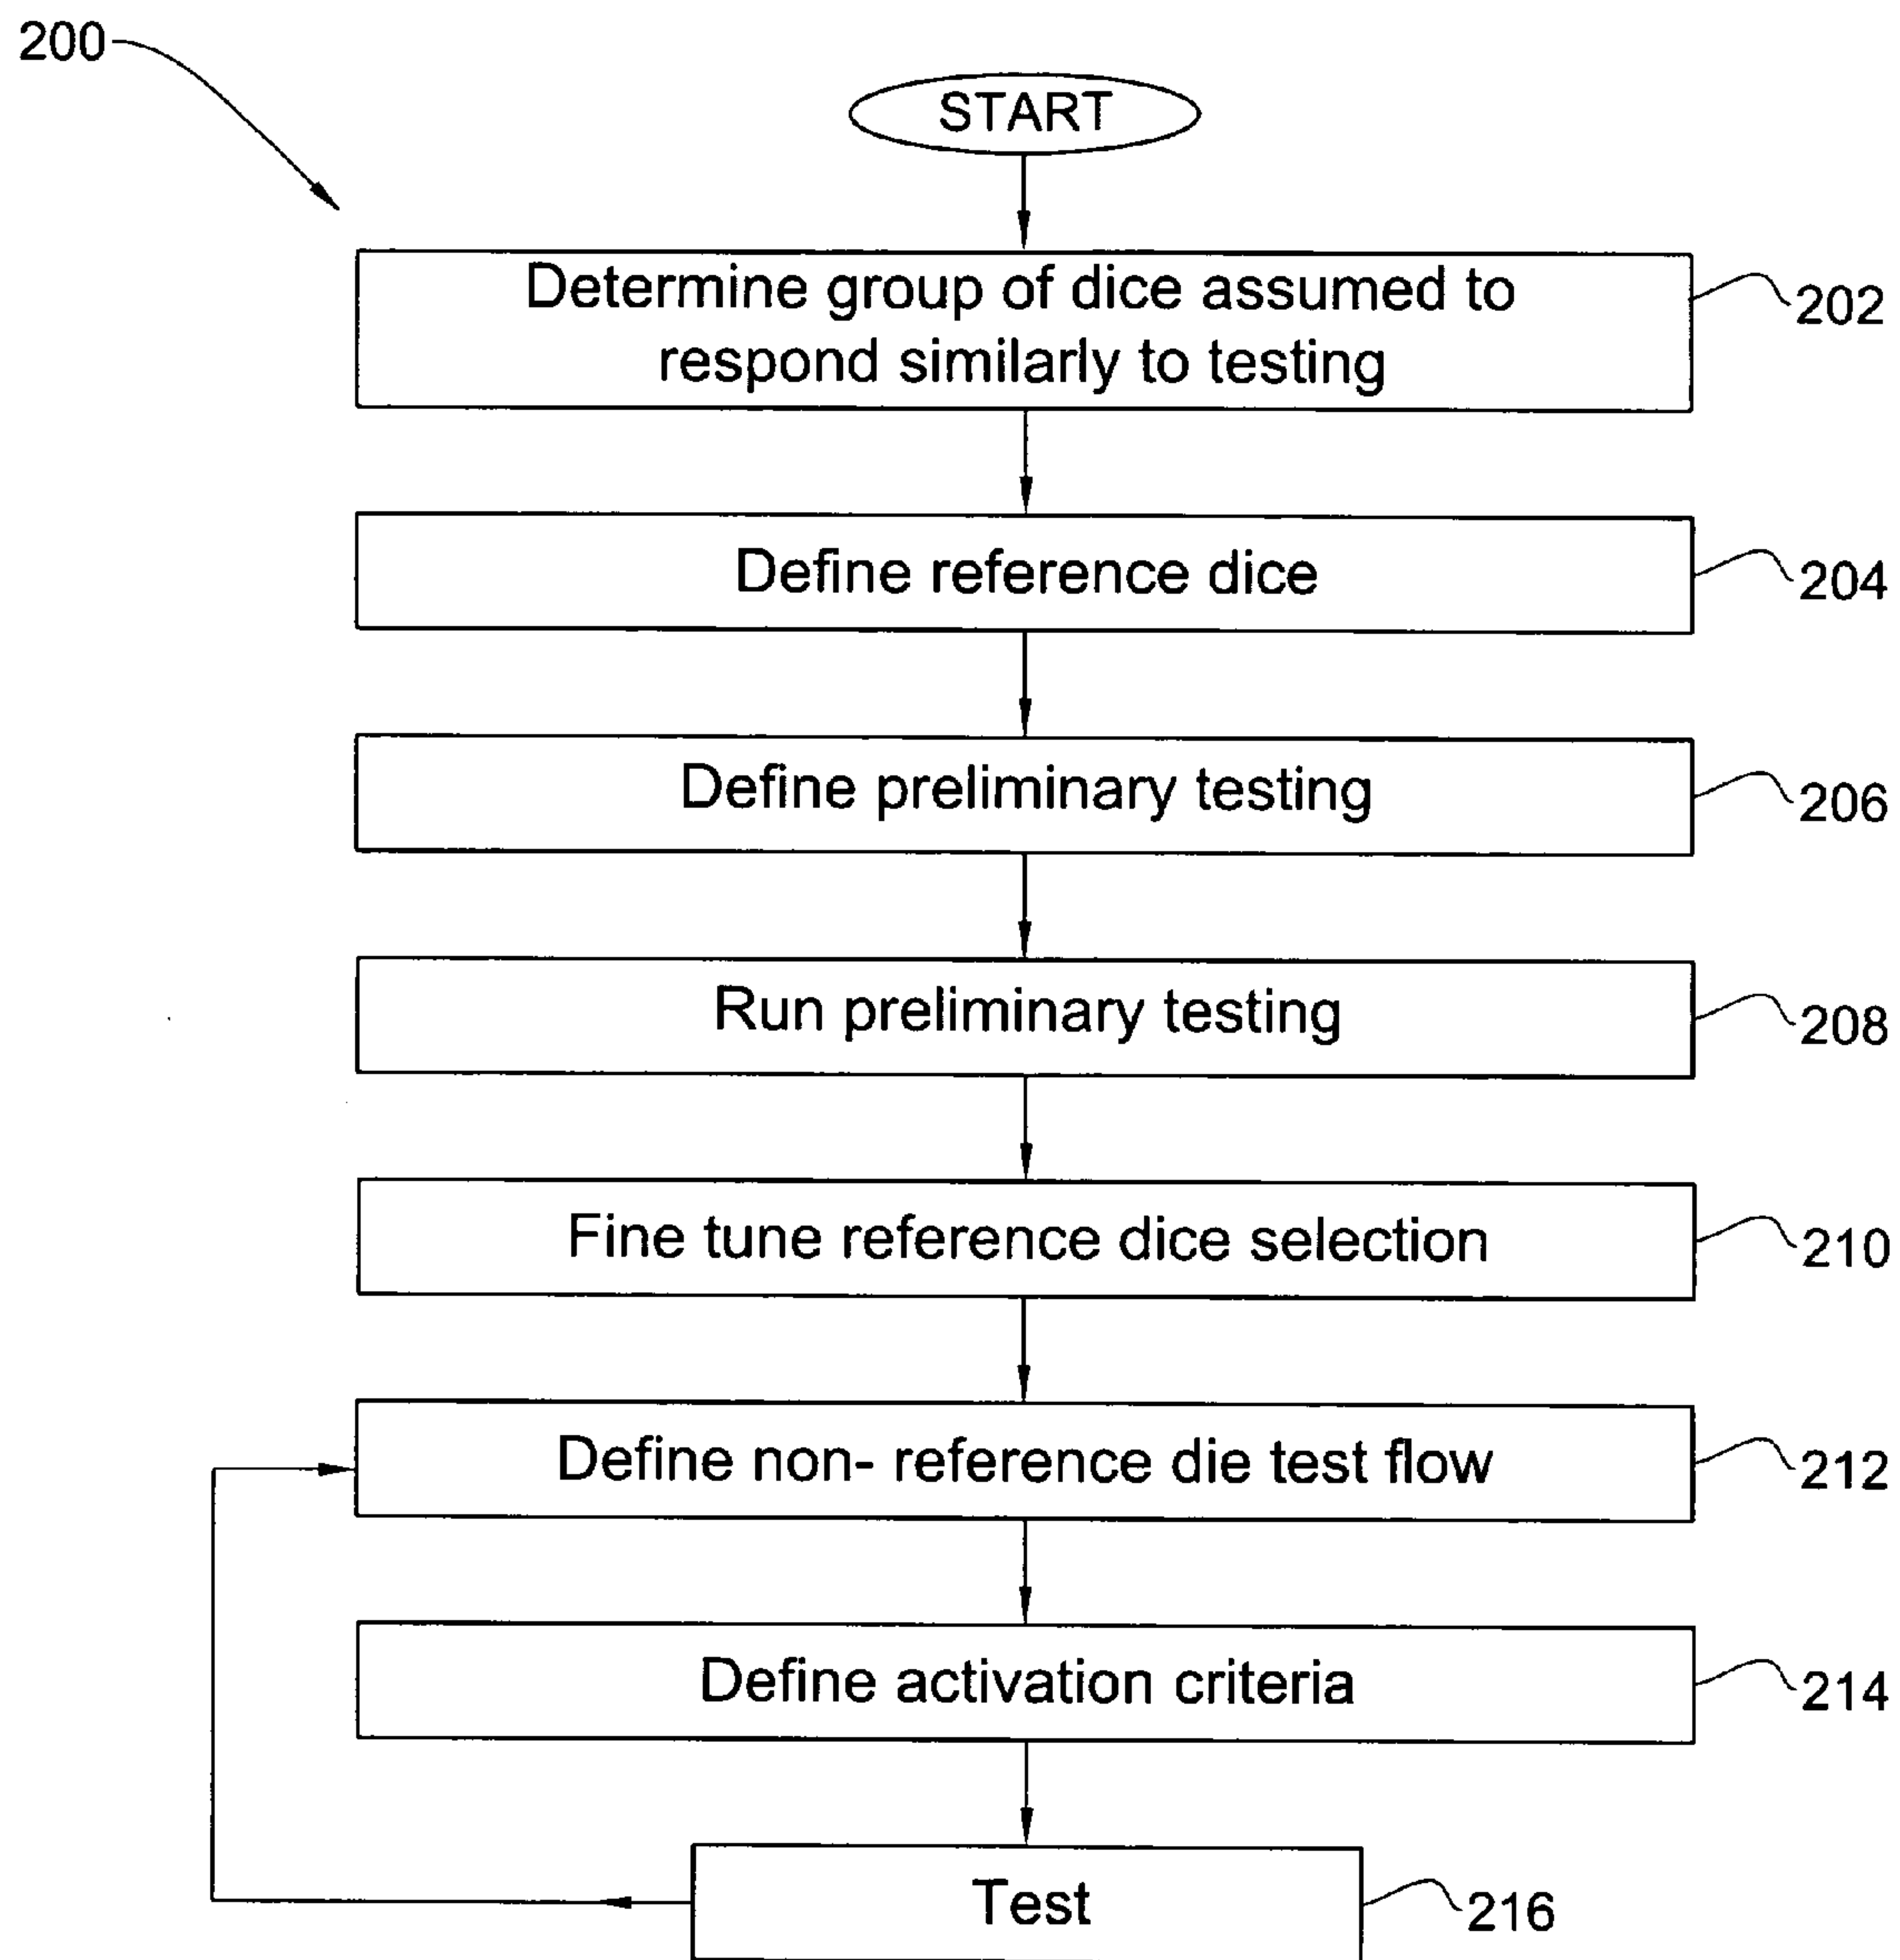 200
START
Determine group of dice assumed to
respond similarly to testing
202
Define reference dice
204
Define preliminary testing
206
Run preliminary testing
208
Fine tune reference dice selection
210
Define non- reference die test flow
212
Define activation criteria
214
Test
216